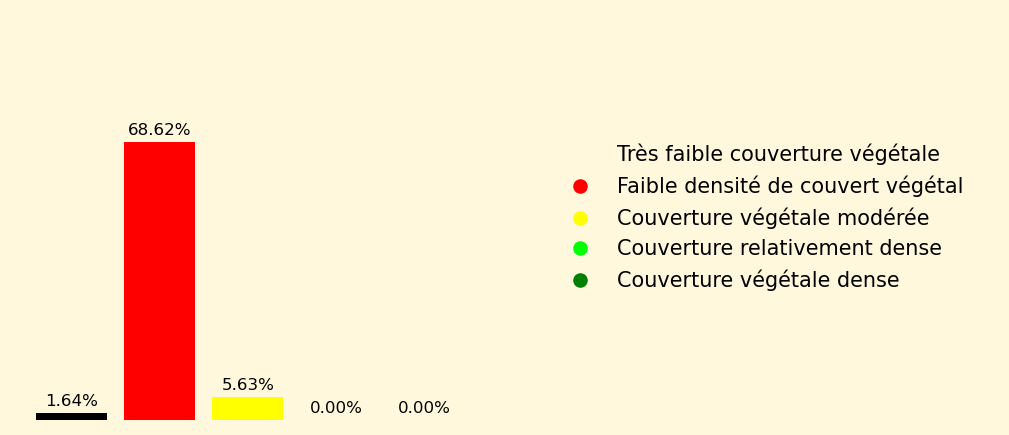 68.62%
1.64%
5.63%
0.00%
0.00%
Très faible couverture végétale
Faible densité de couvert végétal
Couverture végétale modérée
Couverture relativement dense
Couverture végétale dense